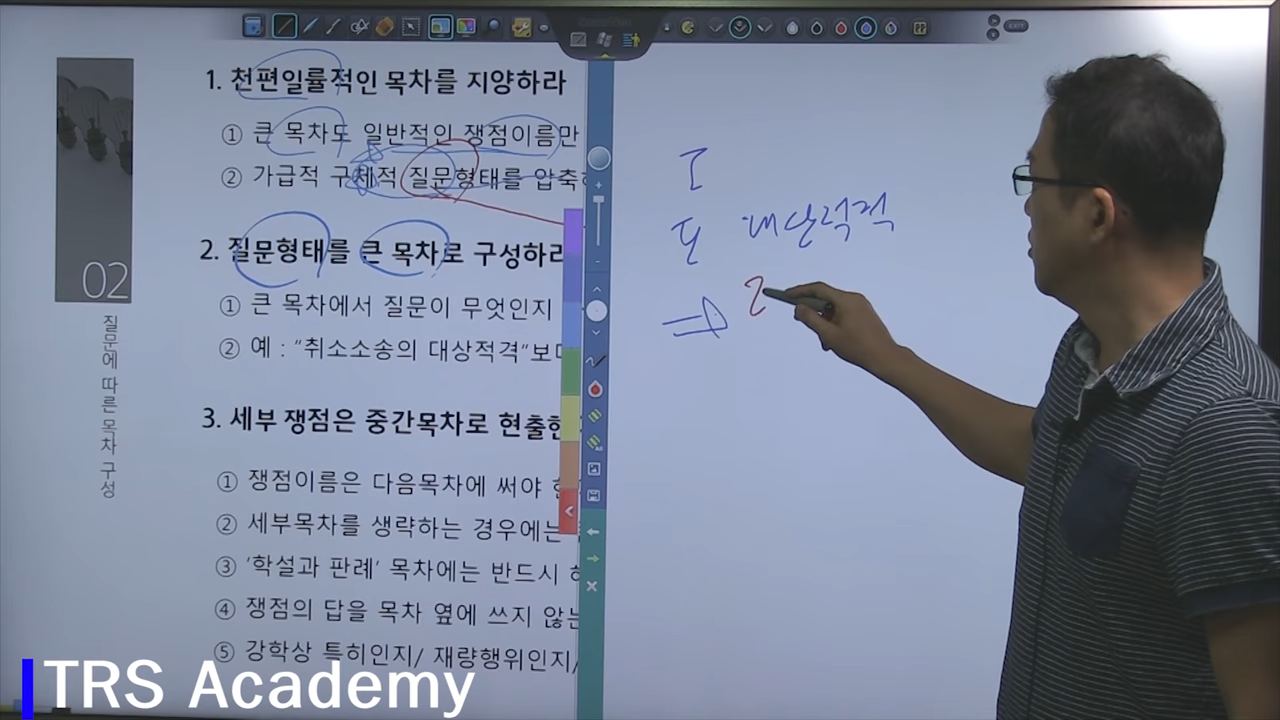 EXIT
02
질문에 따른 목차 구성
1. 천편일률적인 목차를 지양하라
① 큰 목차도 일반적인 쟁점이름만
② 가급적 구체적 질문형태를 압축
2. 질문형태를 큰 목차로 구성하라
① 큰 목차에서 질문이 무엇인지
② 예 : "취소소송의 대상적격"보다
3. 세부 쟁점은 중간목차로 현출한
① 쟁점이름은 다음목차에 써야
② 세부목차를 생략하는 경우에는
③ '학설과 판례' 목차에는 반드시
④ 쟁점의 답을 목차 옆에 쓰지 않는
⑤ 강학상 특허인지/ 재량행위인지/
I
II 대상적격
⇒ 2
TRS Academy